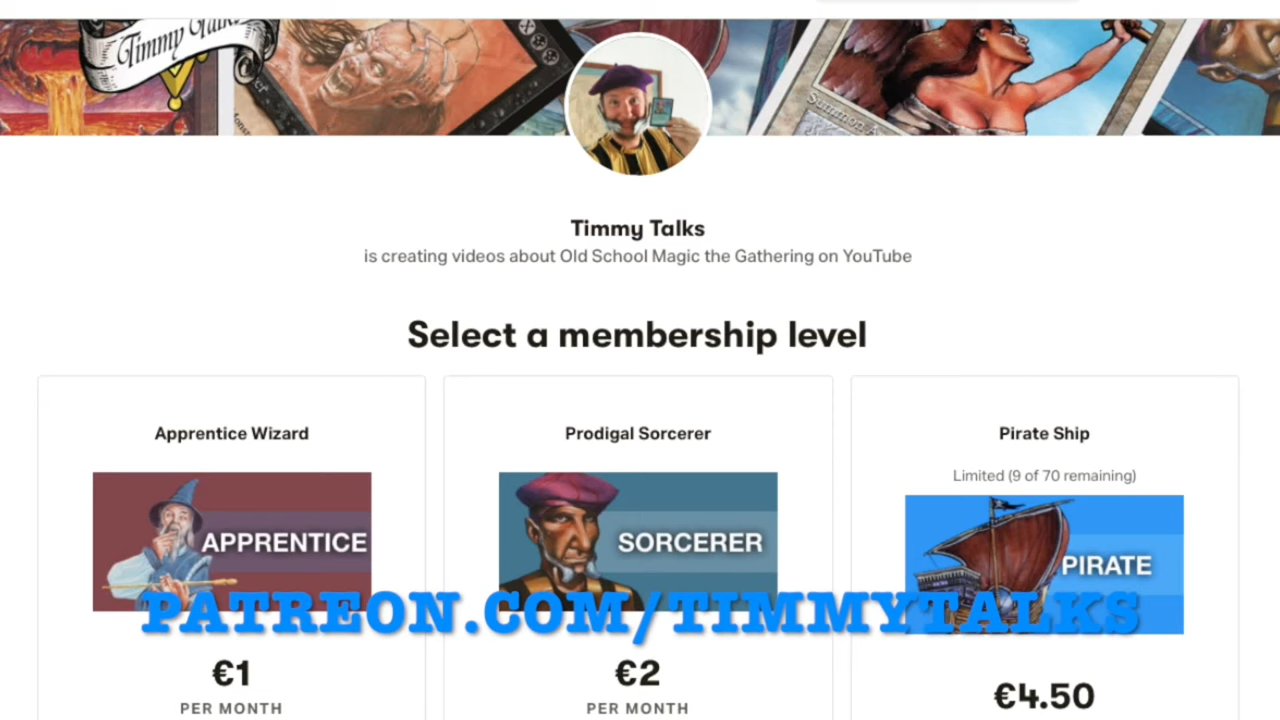 Timmy Talks
Summon A
Timmy Talks
is creating videos about Old School Magic the Gathering on YouTube
Select a membership level
Apprentice Wizard
Prodigal Sorcerer
Pirate Ship
Limited (9 of 70 remaining)
APPRENTICE
SORCERER
PIRATE
PATREON.COM/TIMMYTALKS
€1
€2
€4.50
PER MONTH
PER MONTH